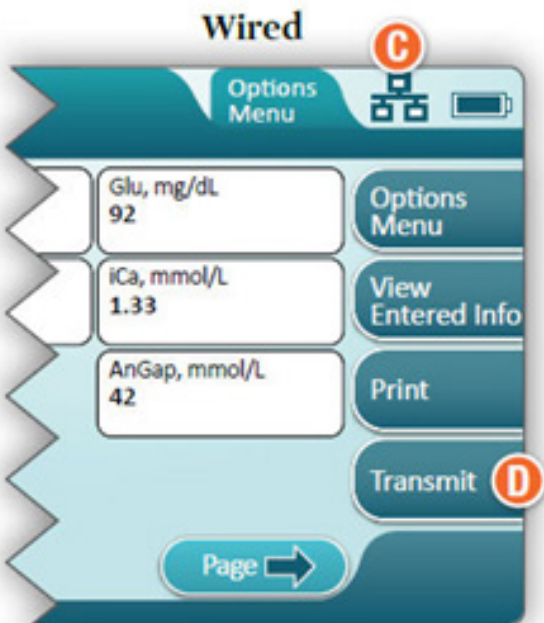 Wired
C
Options
Menu
Glu, mg/dL
92
Options
Menu
iCa, mmol/L
1.33
View
Entered Info
AnGap, mmol/L
42
Print
Transmit
D
Page